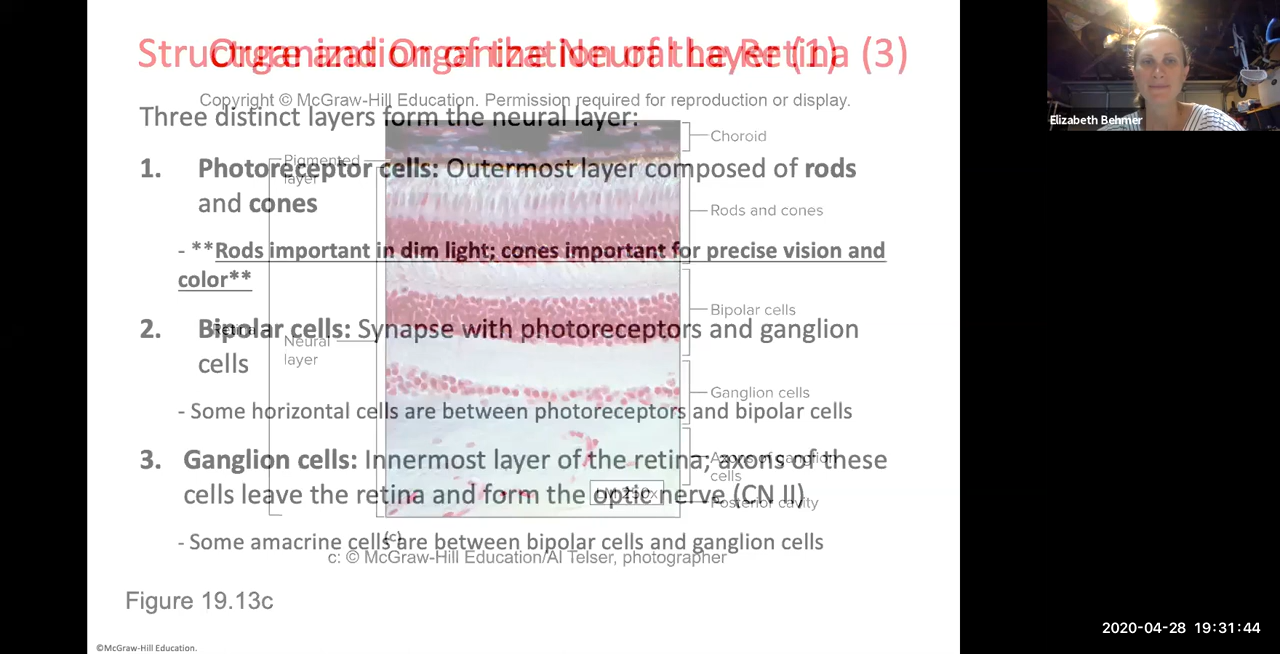 Structure and Organization of the Retina (3)
Organization of the Neural Layer (1)
Copyright © McGraw-Hill Education. Permission required for reproduction or display.
Three distinct layers form the neural layer:
1. Photoreceptor cells: Outermost layer composed of rods
and cones
- **Rods important in dim light; cones important for precise vision and
color**
2. Bipolar cells: Synapse with photoreceptors and ganglion
cells
- Some horizontal cells are between photoreceptors and bipolar cells
3. Ganglion cells: Innermost layer of the retina; axons of these
cells leave the retina and form the optic nerve (CN II)
- Some amacrine cells are between bipolar cells and ganglion cells
Pigmented
layer
Retina
Neural
layer
Choroid
Rods and cones
Bipolar cells
Ganglion cells
Axons of ganglion
cells
Posterior cavity
LM 250x
(c)
c: © McGraw-Hill Education/Al Telser, photographer
Figure 19.13c
©McGraw-Hill Education.
Elizabeth Behmer
2020-04-28 19:31:44